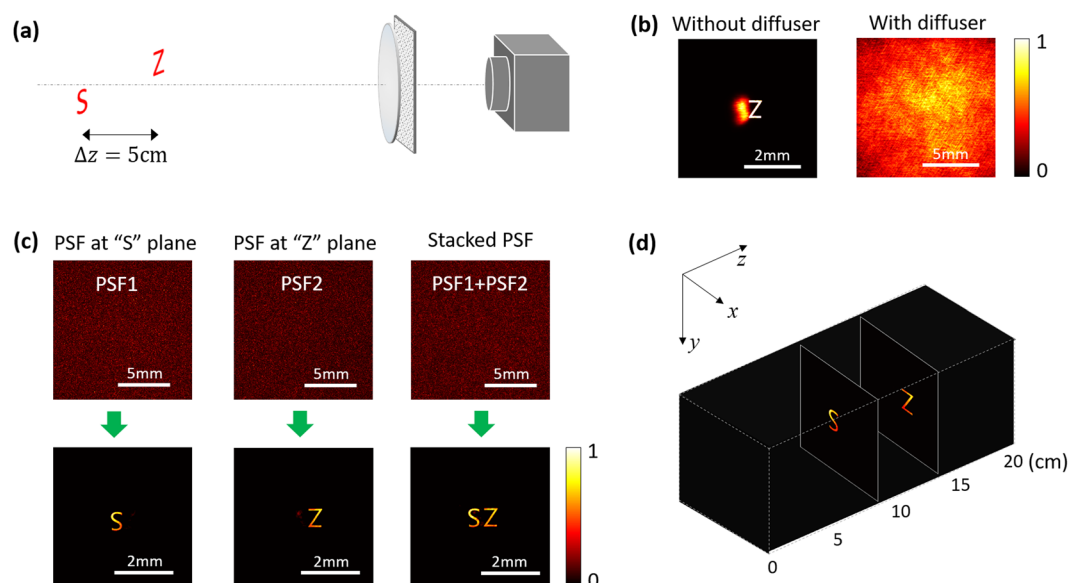 (a)
Z
S
Δz = 5cm
(b)
Without diffuser
With diffuser
Z
2mm
5mm
1
0
(c)
PSF at “S” plane
PSF at “Z” plane
Stacked PSF
PSF1
PSF2
PSF1+PSF2
5mm
5mm
5mm
S
Z
SZ
2mm
2mm
2mm
1
0
(d)
z
x
y
S
Z
0
5
10
15
20 (cm)